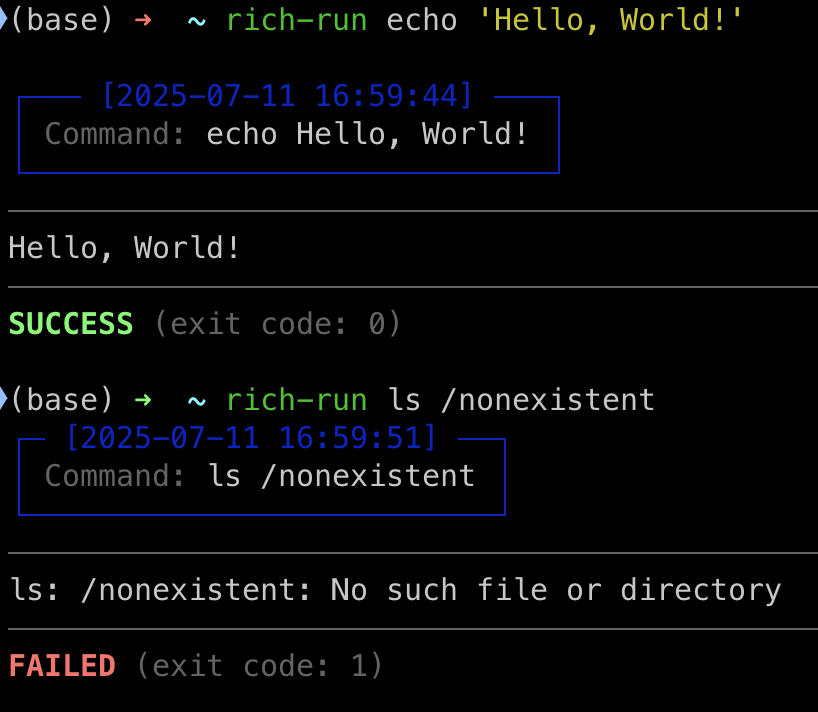 (base) ➜  ~ rich-run echo 'Hello, World!'
[2025-07-11 16:59:44]
Command: echo Hello, World!
Hello, World!
SUCCESS (exit code: 0)
(base) ➜  ~ rich-run ls /nonexistent
[2025-07-11 16:59:51]
Command: ls /nonexistent
ls: /nonexistent: No such file or directory
FAILED (exit code: 1)